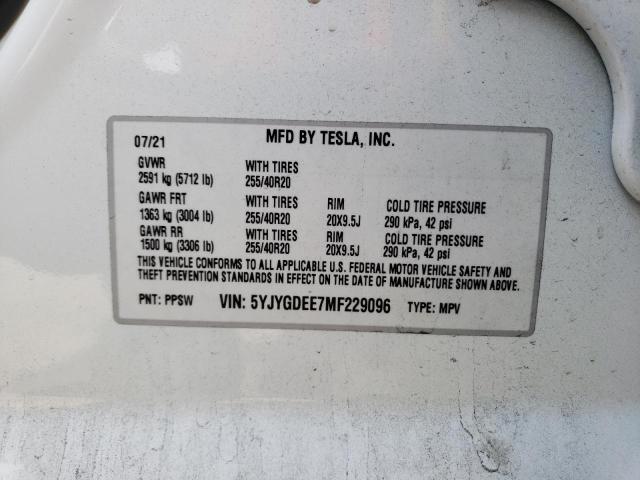 07/21 MFD BY TESLA, INC.
GVWR WITH TIRES
2591 kg (5712 lb) 255/40R20
GAWR FRT WITH TIRES RIM COLD TIRE PRESSURE
1363 kg (3004 lb) 255/40R20 20X9.5J 290 kPa, 42 psi
GAWR RR WITH TIRES RIM COLD TIRE PRESSURE
1500 kg (3306 lb) 255/40R20 20X9.5J 290 kPa, 42 psi
THIS VEHICLE CONFORMS TO ALL APPLICABLE U.S. FEDERAL MOTOR VEHICLE SAFETY AND
THEFT PREVENTION STANDARDS IN EFFECT ON THE DATE OF MANUFACTURE SHOWN ABOVE.
PNT: PPSW VIN: 5YJYGDEE7MF229096 TYPE: MPV